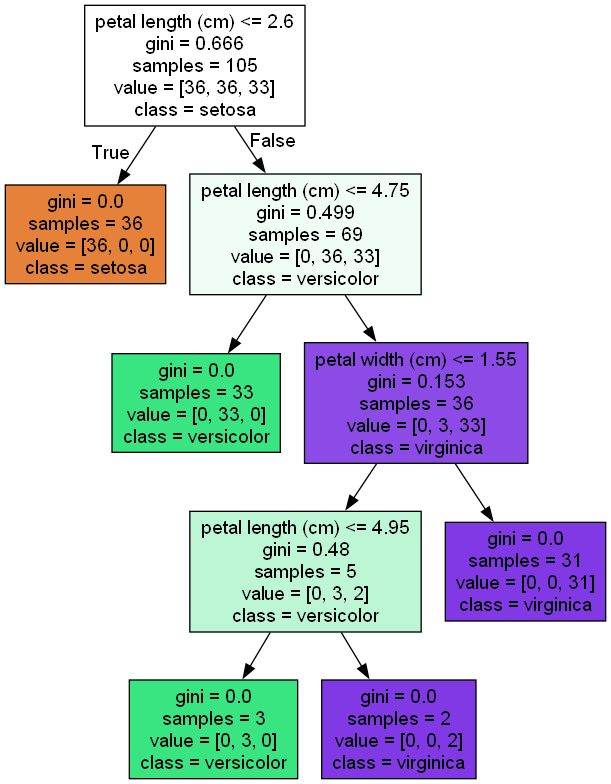 petal length (cm) <= 2.6
gini = 0.666
samples = 105
value = [36, 36, 33]
class = setosa
True
False
gini = 0.0
samples = 36
value = [36, 0, 0]
class = setosa
petal length (cm) <= 4.75
gini = 0.499
samples = 69
value = [0, 36, 33]
class = versicolor
gini = 0.0
samples = 33
value = [0, 33, 0]
class = versicolor
petal width (cm) <= 1.55
gini = 0.153
samples = 36
value = [0, 3, 33]
class = virginica
petal length (cm) <= 4.95
gini = 0.48
samples = 5
value = [0, 3, 2]
class = versicolor
gini = 0.0
samples = 31
value = [0, 0, 31]
class = virginica
gini = 0.0
samples = 3
value = [0, 3, 0]
class = versicolor
gini = 0.0
samples = 2
value = [0, 0, 2]
class = virginica